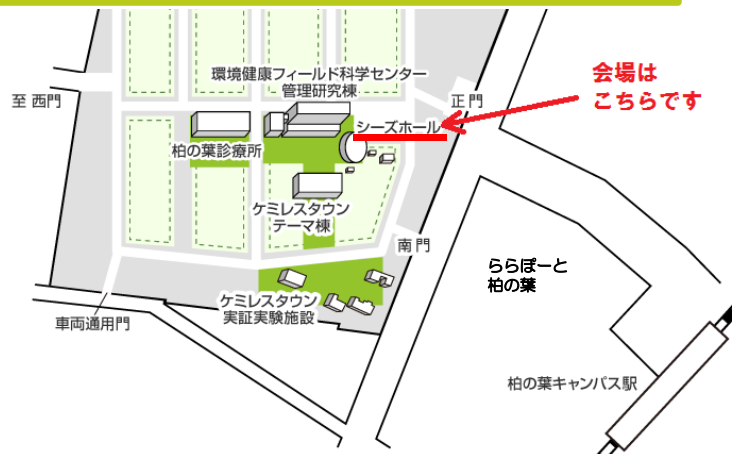 環境健康フィールド科学センター
管理研究棟
会場は
こちらです
至 西門
正門
シーズホール
柏の葉診療所
ケミレスタウン
テーマ棟
南門
ららぽーと
柏の葉
ケミレスタウン
実証実験施設
車両通用門
柏の葉キャンパス駅